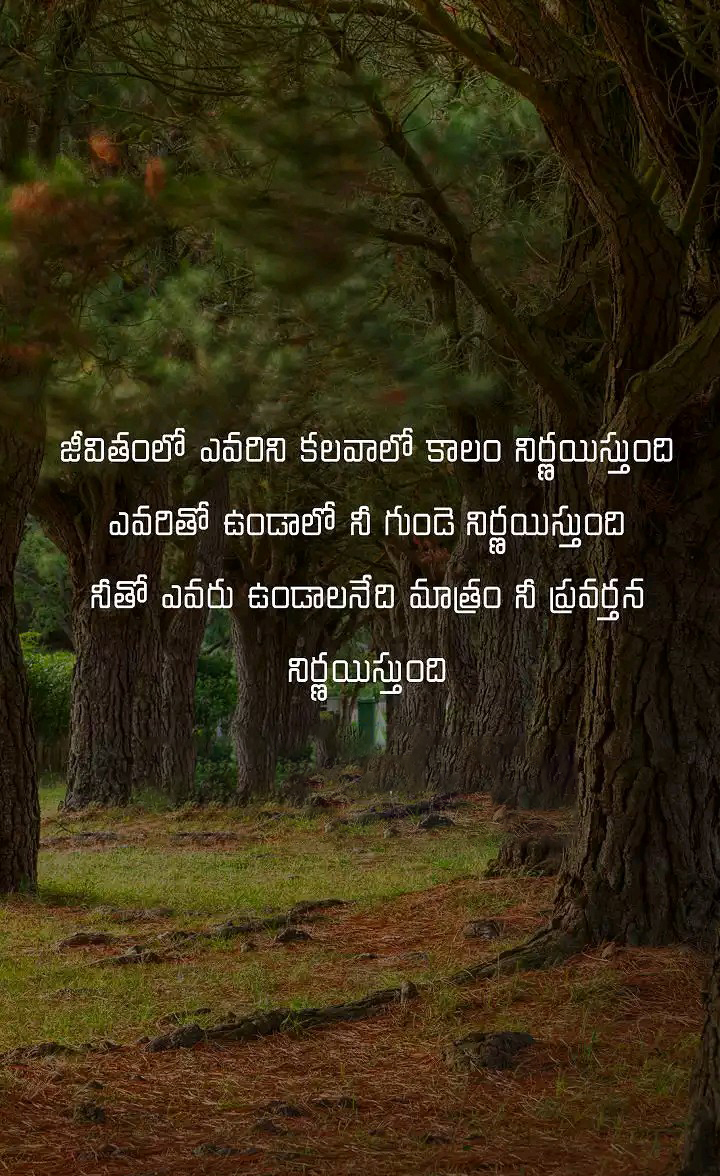 జీవితంలో ఎవరిని కలవాలో కాలం నిర్ణయిస్తుంది
ఎవరితో ఉండాలో నీ గుండె నిర్ణయిస్తుంది
నీతో ఎవరు ఉండాలనేది మాత్రం నీ ప్రవర్తన
నిర్ణయిస్తుంది